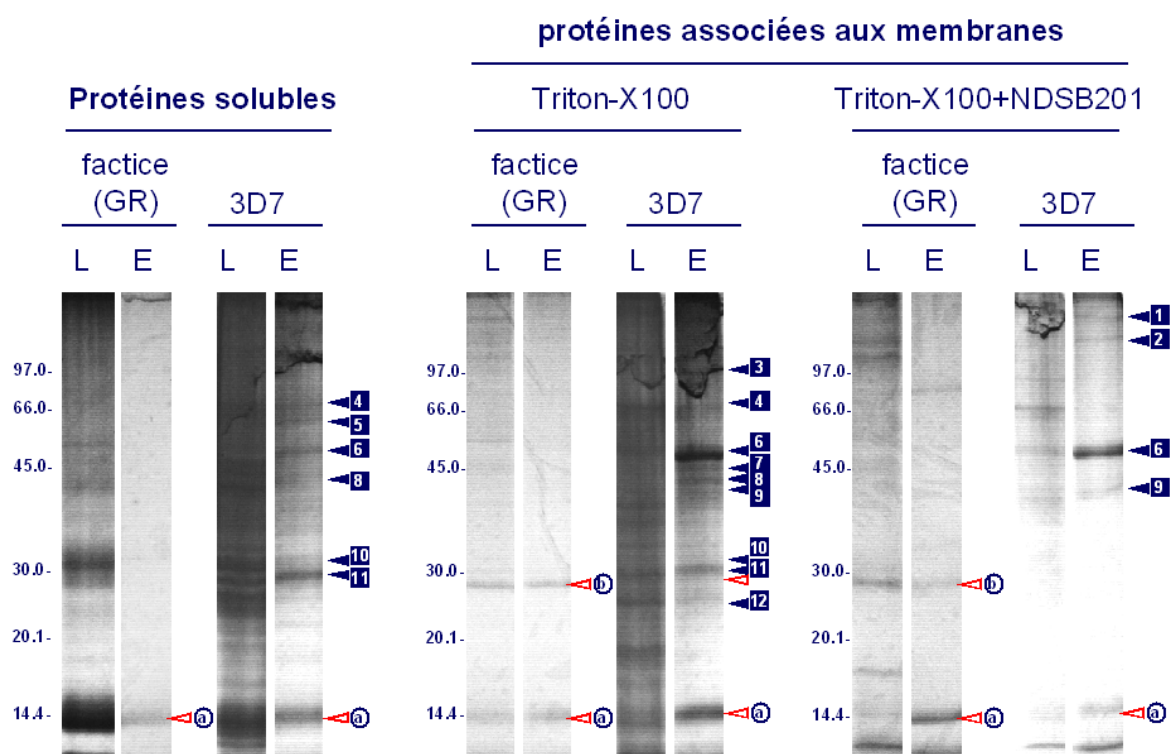 protéines associées aux membranes
Protéines solubles
Triton-X100
Triton-X100+NDSB201
factice
(GR)
3D7
factice
(GR)
3D7
factice
(GR)
3D7
L E L E L E L E L E L E
97.0-
66.0-
45.0-
30.0-
20.1-
14.4-
4
5
6
8
10
11
a
a
97.0-
66.0-
45.0-
30.0-
20.1-
14.4-
b
a
3
4
6
7
8
9
10
11
12
a
97.0-
66.0-
45.0-
30.0-
20.1-
14.4-
b
a
1
2
6
9
a